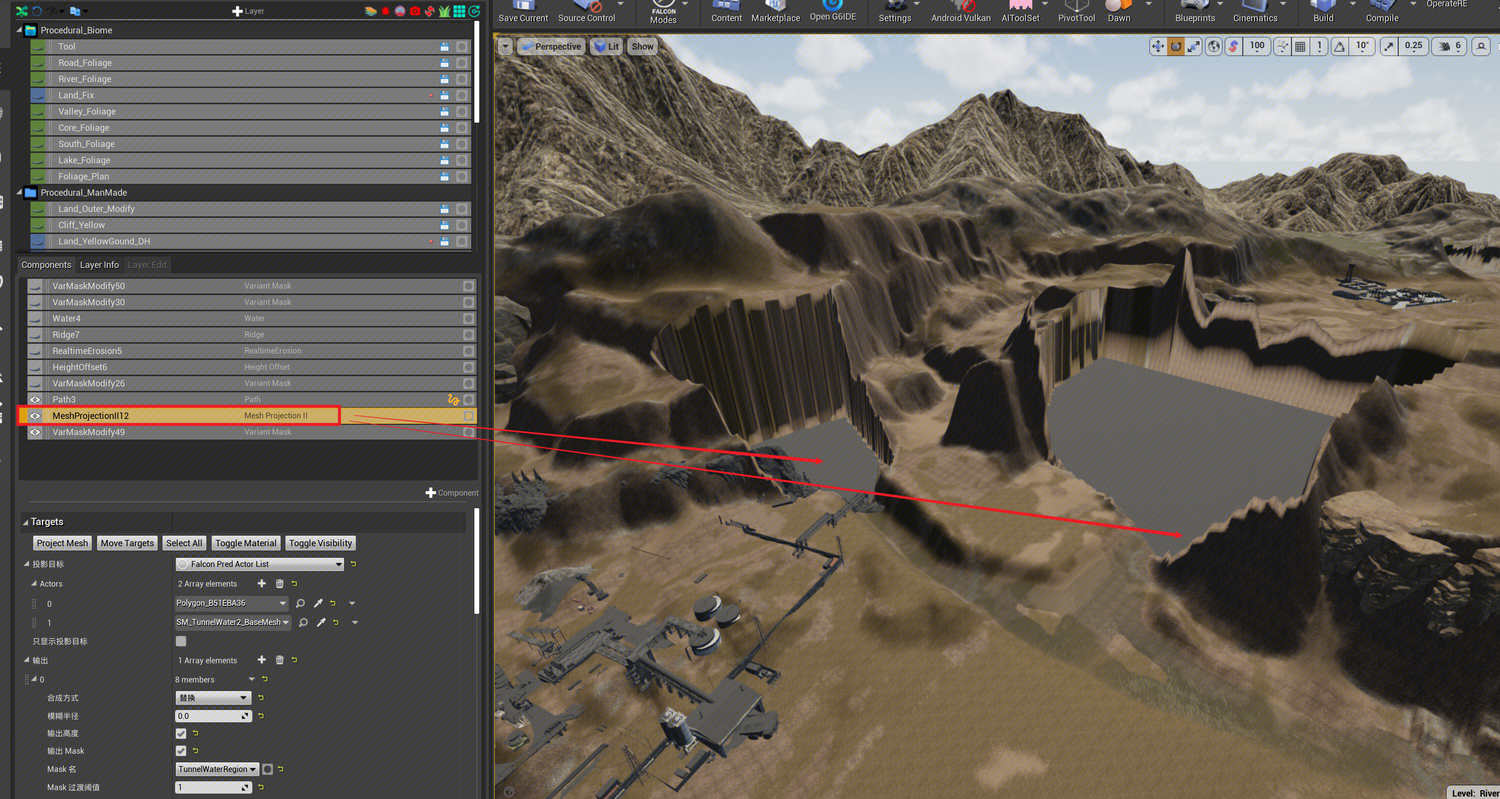 Layer
Save Current
Source Control
FALCON
Modes
Content
Marketplace
Open G6IDE
Settings
Android Vulkan
AIToolSet
PivotTool
Dawn
Blueprints
Cinematics
Build
Compile
OperateRE
Procedural_Biome
Tool
Road_Foliage
River_Foliage
Land_Fix
Valley_Foliage
Core_Foliage
South_Foliage
Lake_Foliage
Foliage_Plan
Procedural_ManMade
Land_Outer_Modify
Cliff_Yellow
Land_YellowGound_DH
Perspective
Lit
Show
100
1
10°
0.25
6
Components
Layer Info
Layer Edit
VarMaskModify50 Variant Mask
VarMaskModify30 Variant Mask
Water4 Water
Ridge7 Ridge
RealtimeErosion5 RealtimeErosion
HeightOffset6 Height Offset
VarMaskModify26 Variant Mask
Path3 Path
MeshProjectionII12 Mesh Projection II
VarMaskModify49 Variant Mask
Component
Targets
Project Mesh
Move Targets
Select All
Toggle Material
Toggle Visibility
投影目标 Falcon Pred Actor List
Actors 2 Array elements
0 Polygon_B51EBA36
1 SM_TunnelWater2_BaseMesh
只显示投影目标
输出 1 Array elements
0 8 members
合成方式 替换
模糊半径 0.0
输出高度
输出 Mask
Mask 名 TunnelWaterRegion
Mask 过渡阈值 1
Level: River